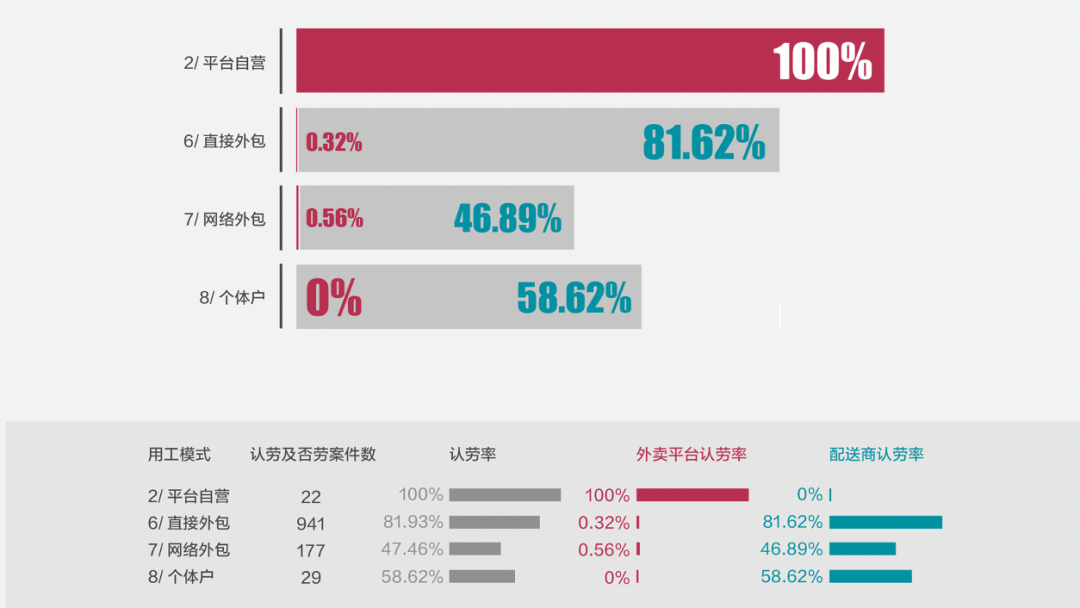 2/ 平台自营 100%
6/ 直接外包 0.32% 81.62%
7/ 网络外包 0.56% 46.89%
8/ 个体户 0% 58.62%
用工模式 认劳及否劳案件数 认劳率 外卖平台认劳率 配送商认劳率
2/ 平台自营 22 100% 100% 0%
6/ 直接外包 941 81.93% 0.32% 81.62%
7/ 网络外包 177 47.46% 0.56% 46.89%
8/ 个体户 29 58.62% 0% 58.62%